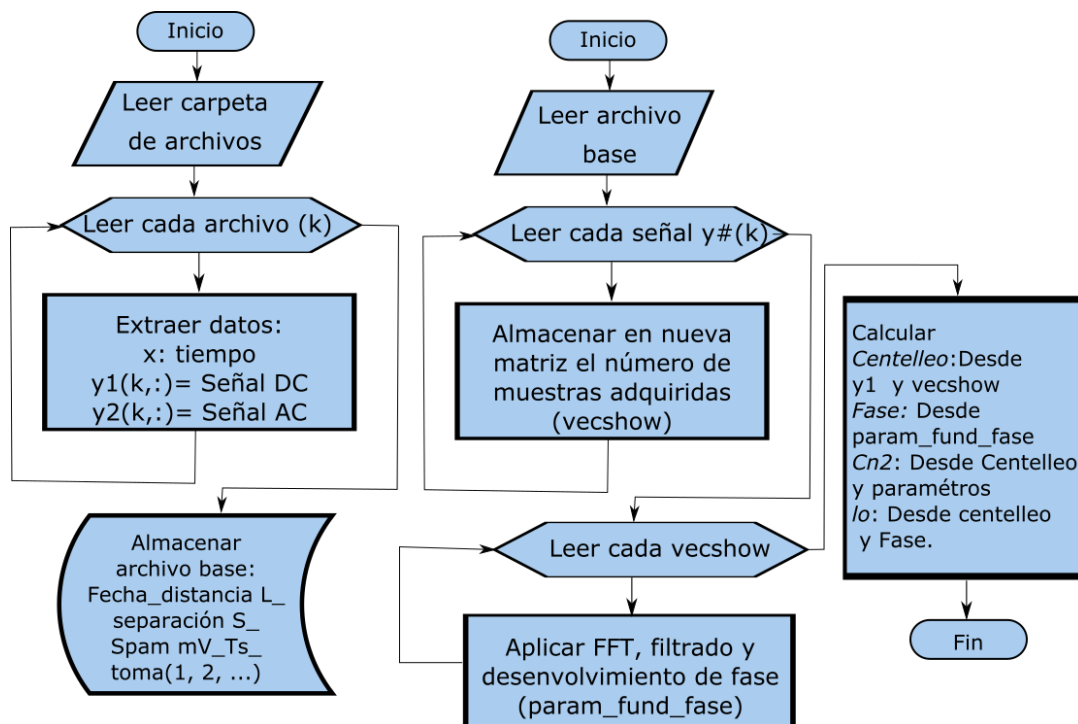 Inicio
Leer carpeta
de archivos
Leer cada archivo (k)
Extraer datos:
x: tiempo
y1(k,:)= Señal DC
y2(k,:)= Señal AC
Almacenar
archivo base:
Fecha_distancia L_
separación S_
Spam mV_Ts_
toma(1, 2, ...)
Inicio
Leer archivo
base
Leer cada señal y#(k)
Almacenar en nueva
matriz el número de
muestras adquiridas
(vecshow)
Leer cada vecshow
Aplicar FFT, filtrado y
desenvolvimiento de fase
(param_fund_fase)
Calcular
Centelleo:Desde
y1 y vecshow
Fase: Desde
param_fund_fase
Cn2: Desde Centelleo
y paramétros
lo: Desde centelleo
y Fase.
Fin